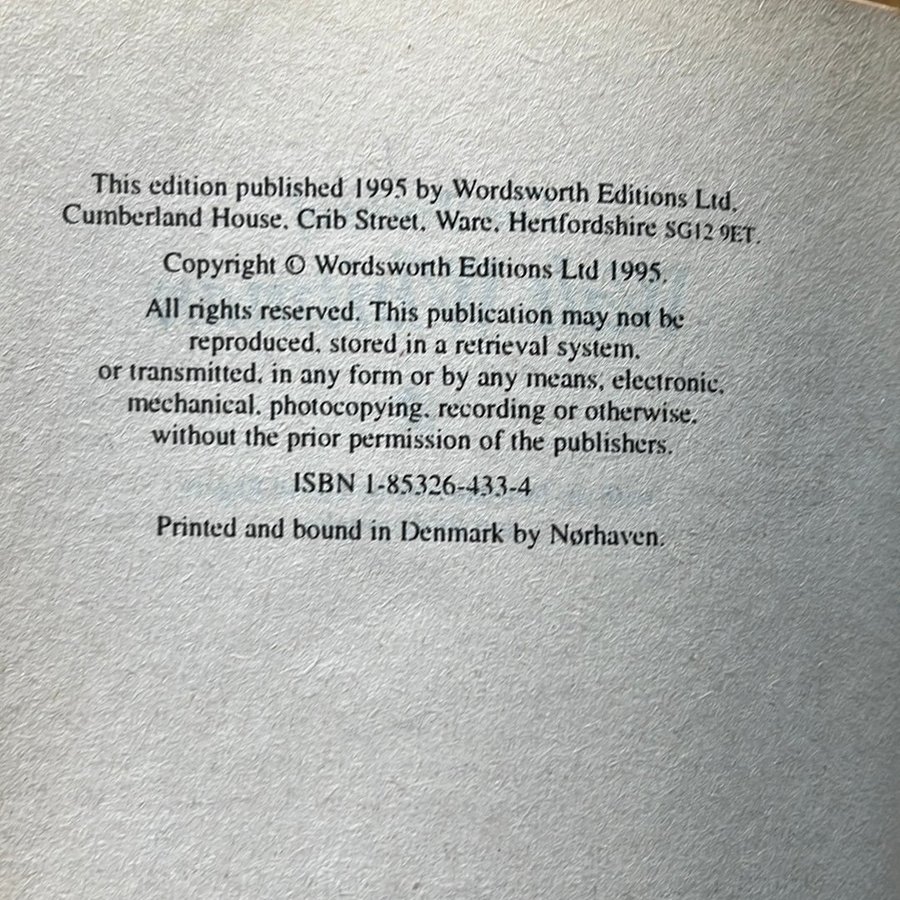 This edition published 1995 by Wordsworth Editions Ltd,
Cumberland House, Crib Street, Ware, Hertfordshire SG12 9ET.
Copyright © Wordsworth Editions Ltd 1995.
All rights reserved. This publication may not be
reproduced, stored in a retrieval system,
or transmitted, in any form or by any means, electronic,
mechanical, photocopying, recording or otherwise,
without the prior permission of the publishers.
ISBN 1-85326-433-4
Printed and bound in Denmark by Nørhaven.